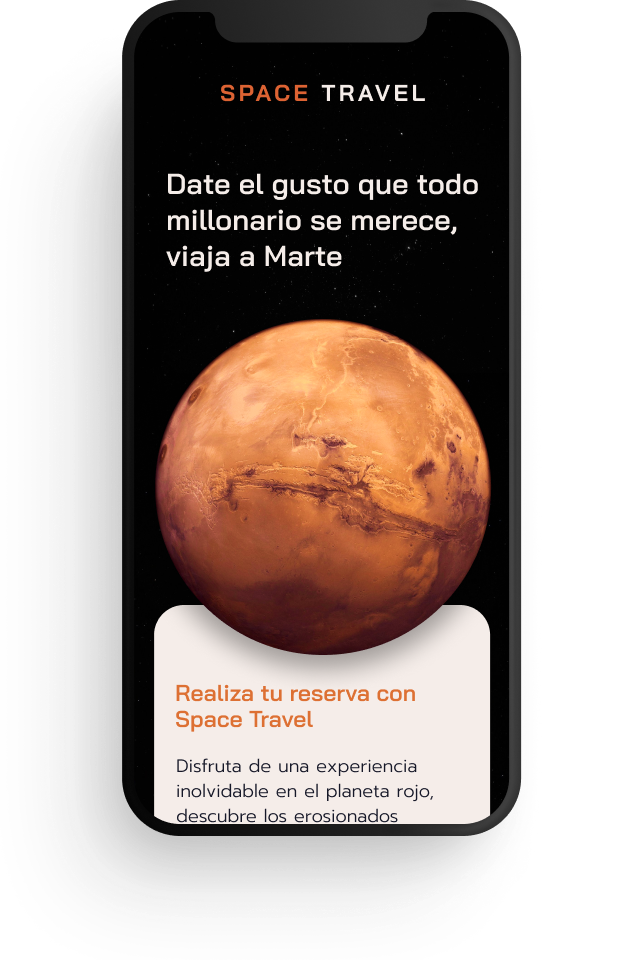 SPACE TRAVEL
Date el gusto que todo
millonario se merece,
viaja a Marte
Realiza tu reserva con
Space Travel
Disfruta de una experiencia
inolvidable en el planeta rojo,
descubre los erosionados